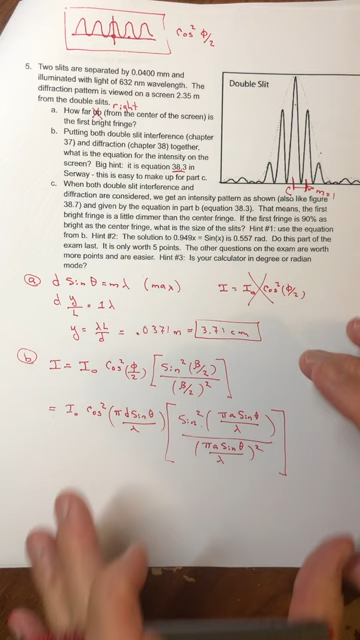 cos² φ/2
5. Two slits are separated by 0.0400 mm and
illuminated with light of 632 nm wavelength. The
diffraction pattern is viewed on a screen 2.35 m
from the double slits.
right
a. How far up (from the center of the screen) is
the first bright fringe?
b. Putting both double slit interference (chapter
37) and diffraction (chapter 38) together,
what is the equation for the intensity on the
screen? Big hint: it is equation 38.3 in
Serway - this is easy to make up for part c.
Double Slit
m=1
c. When both double slit interference and
diffraction are considered, we get an intensity pattern as shown (also like figure
38.7) and given by the equation in part b (equation 38.3). That means, the first
bright fringe is a little dimmer than the center fringe. If the first fringe is 90% as
bright as the center fringe, what is the size of the slits? Hint #1: use the equation
from b. Hint #2: The solution to 0.949x = Sin(x) is 0.557 rad. Do this part of the
exam last. It is only worth 5 points. The other questions on the exam are worth
more points and are easier. Hint #3: Is your calculator in degree or radian
mode?
ⓐ d sin θ = mλ (max) I = I₀ cos²(φ/2)
d y/L = 1λ
y = λL/d = .0371 m = 3.71 cm
ⓑ I = I₀ cos²(φ/2) [sin²(β/2)/(β/2)²]
= I₀ cos²(πd sin θ/λ) [sin²(πa sin θ/λ)/(πa sin θ/λ)²]